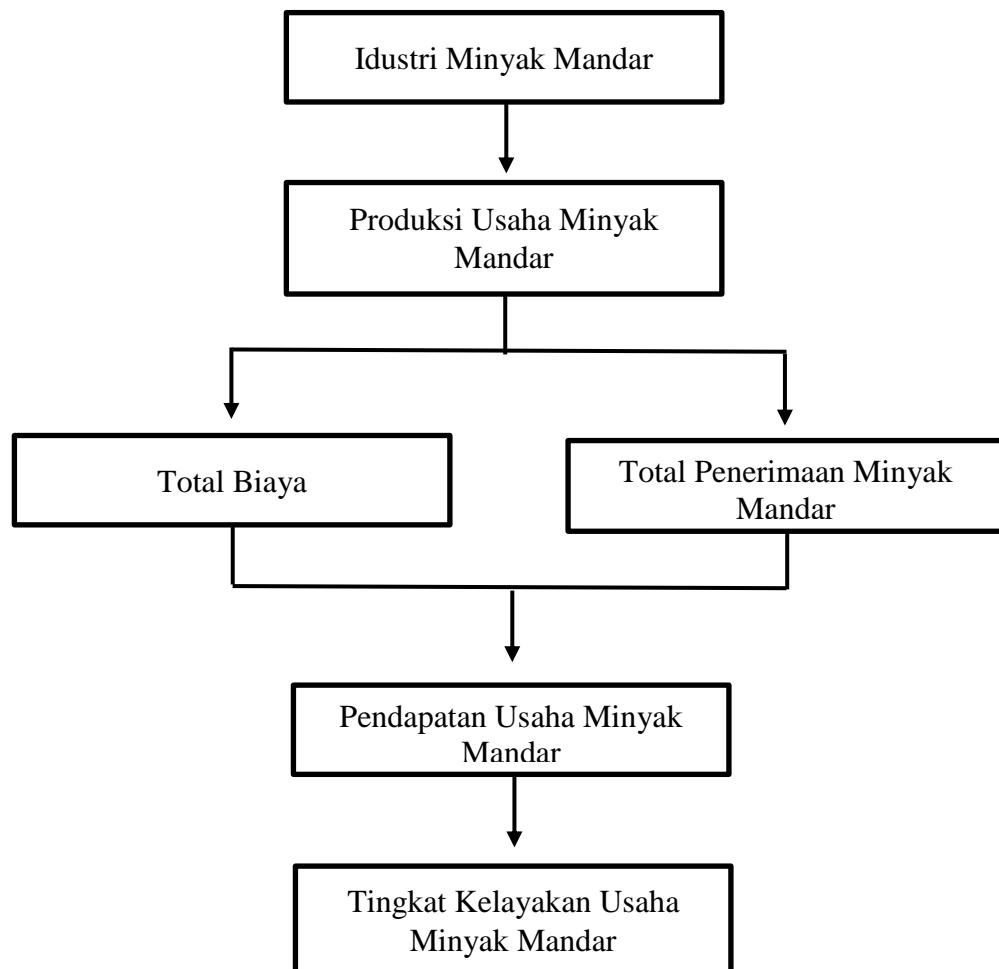 Idustri Minyak Mandar
Produksi Usaha Minyak
Mandar
Total Biaya
Total Penerimaan Minyak
Mandar
Pendapatan Usaha Minyak
Mandar
Tingkat Kelayakan Usaha
Minyak Mandar